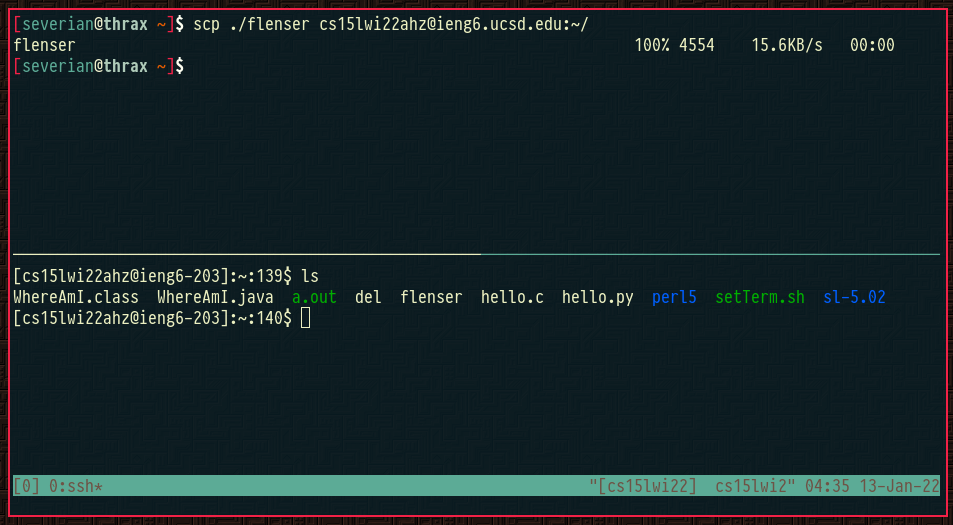 [severian@thrax ~]$ scp ./flenser cs15lwi22ahz@ieng6.ucsd.edu:~/
flenser 100% 4554 15.6KB/s 00:00
[severian@thrax ~]$
[cs15lwi22ahz@ieng6-203]:~:139$ ls
WhereAmI.class WhereAmI.java a.out del flenser hello.c hello.py perl5 setTerm.sh sl-5.02
[cs15lwi22ahz@ieng6-203]:~:140$
[0] 0:ssh* "[cs15lwi22] cs15lwi2" 04:35 13-Jan-22